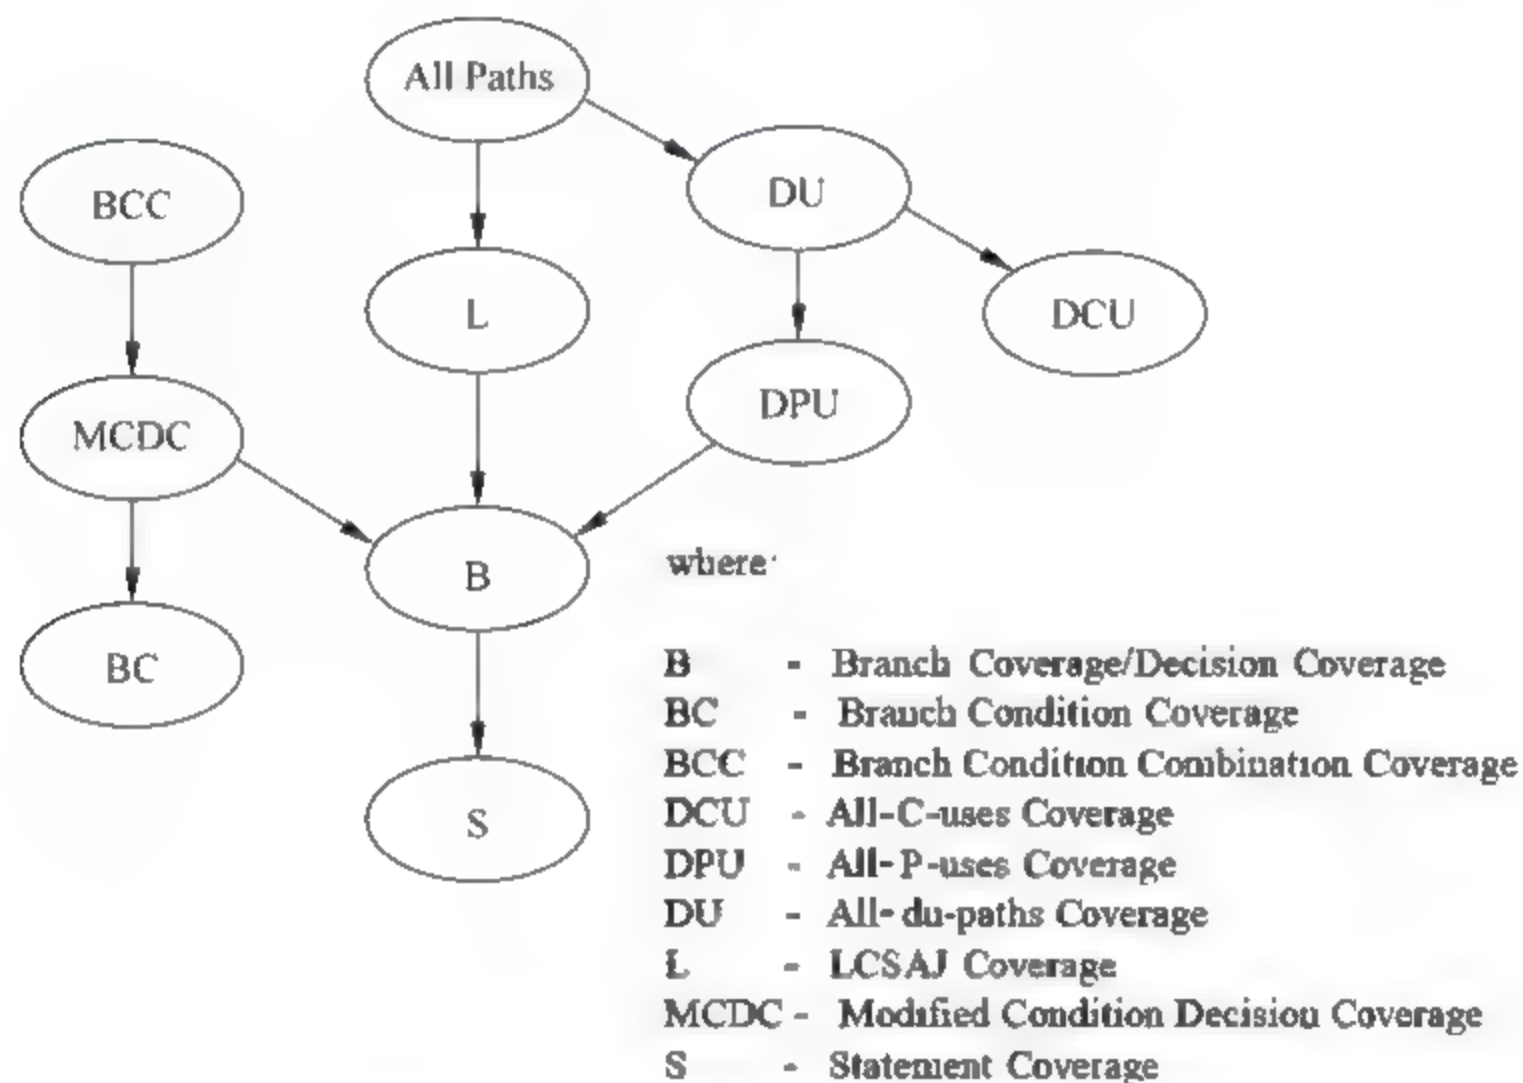 All Paths
BCC
DU
L
DCU
MCDC
DPU
B
BC
S
where:
B - Branch Coverage/Decision Coverage
BC - Branch Condition Coverage
BCC - Branch Condition Combination Coverage
DCU - All-C-uses Coverage
DPU - All-P-uses Coverage
DU - All-du-paths Coverage
L - LCSAJ Coverage
MCDC - Modified Condition Decision Coverage
S - Statement Coverage